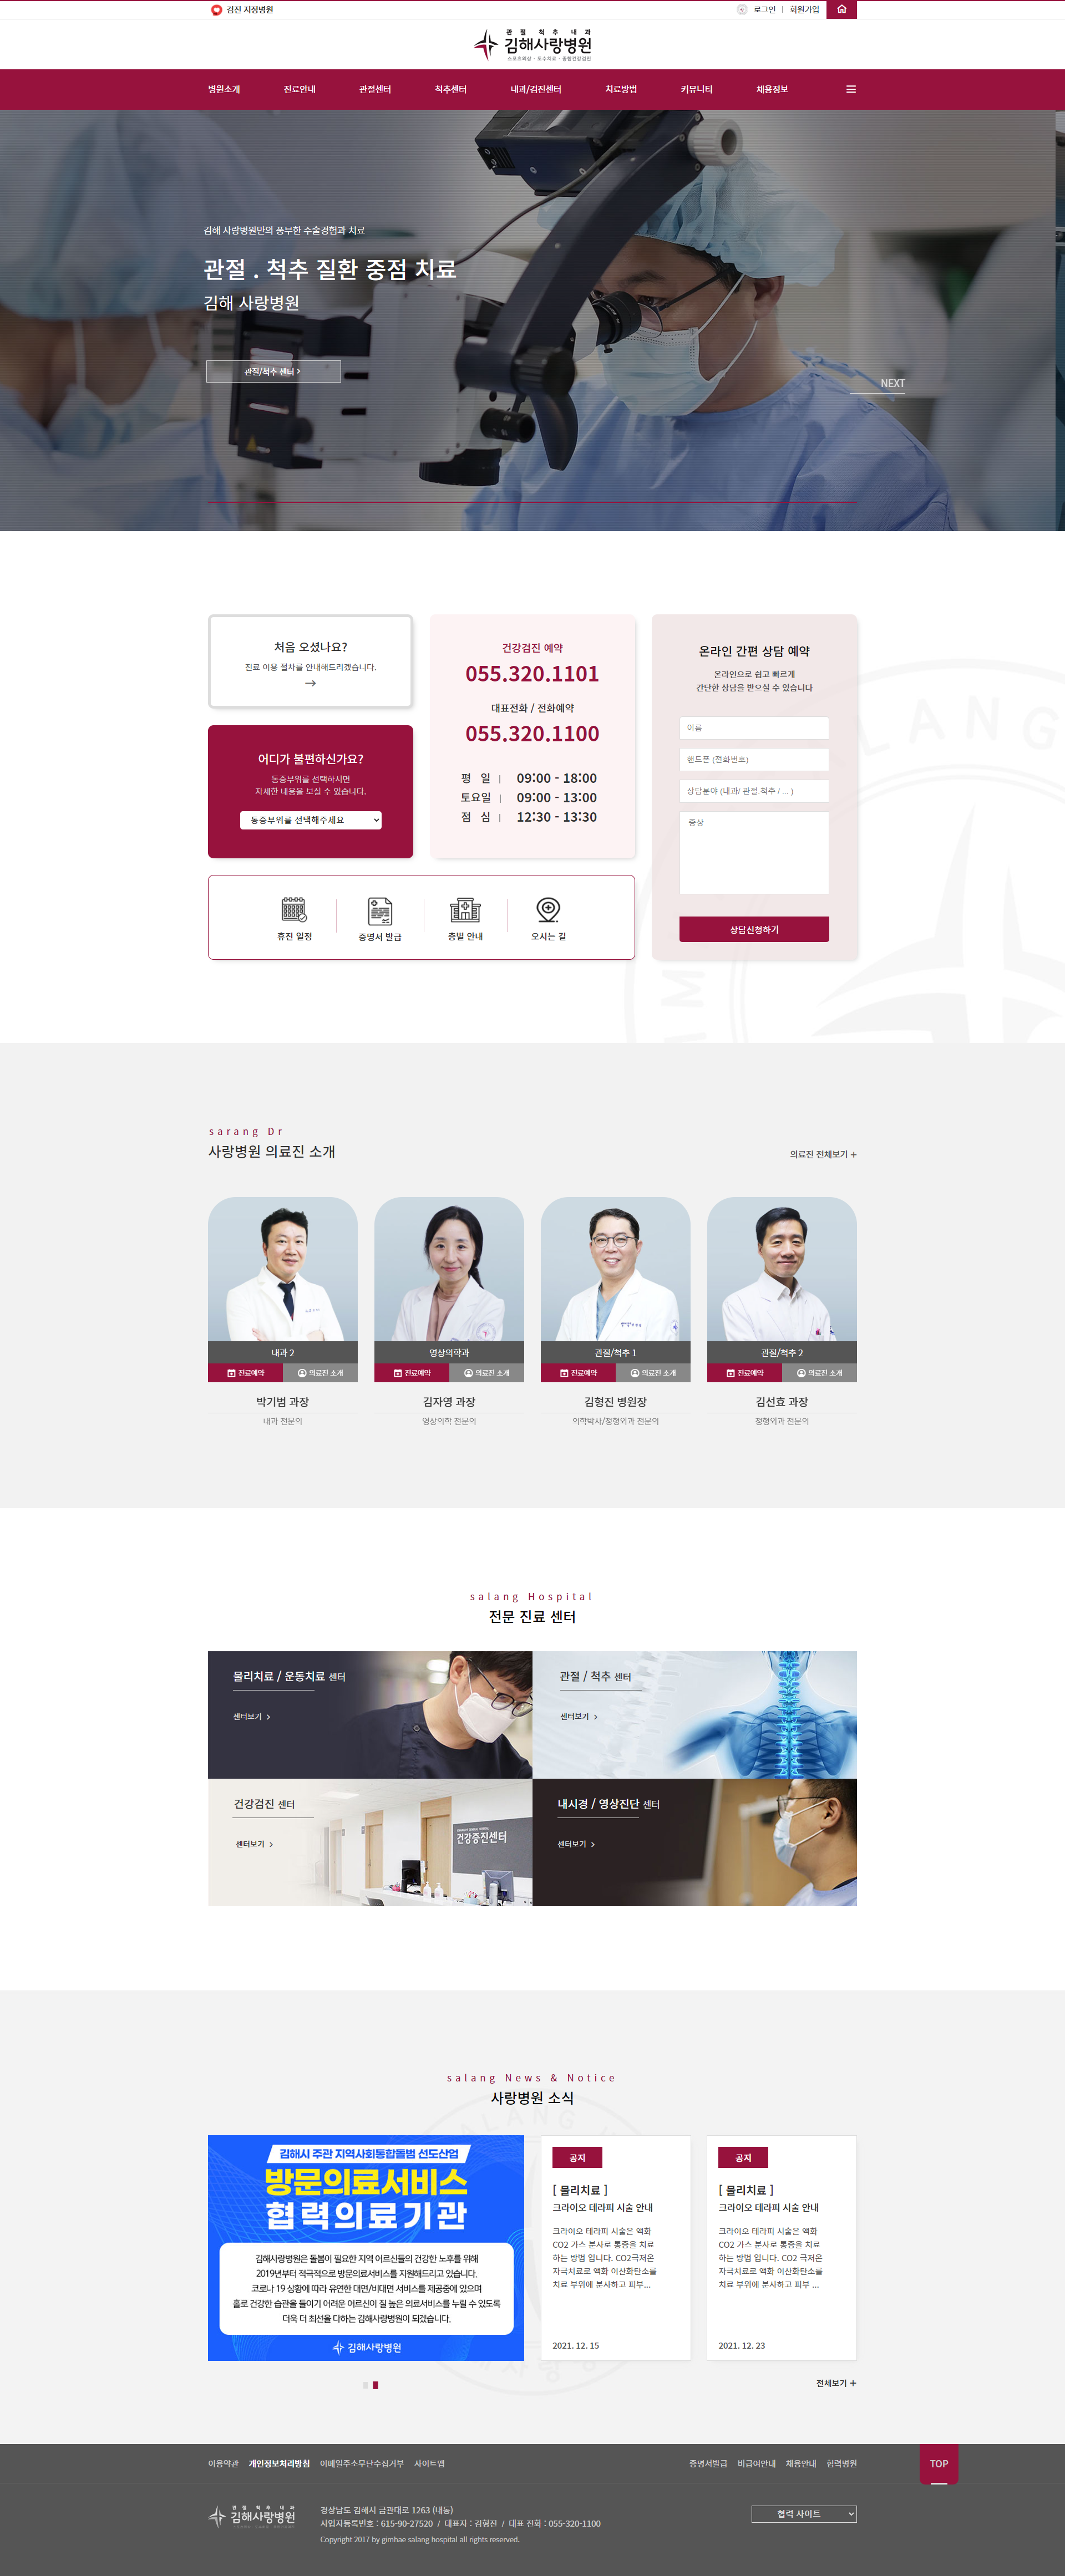 검진 지정병원
로그인 | 회원가입
관절척추내과
김해사랑병원
스포츠외상 · 도수치료 · 종합건강검진
병원소개 진료안내 관절센터 척추센터 내과/검진센터 치료방법 커뮤니티 채용정보
김해 사랑병원만의 풍부한 수술경험과 치료
관절 . 척추 질환 중점 치료
김해 사랑병원
관절/척추 센터 >
NEXT
처음 오셨나요?
진료 이용 절차를 안내해드리겠습니다.
어디가 불편하신가요?
통증부위를 선택하시면
자세한 내용을 보실 수 있습니다.
통증부위를 선택해주세요
건강검진 예약
055.320.1101
대표전화 / 전화예약
055.320.1100
평 일 | 09:00 - 18:00
토요일 | 09:00 - 13:00
점 심 | 12:30 - 13:30
온라인 간편 상담 예약
온라인으로 쉽고 빠르게
간단한 상담을 받으실 수 있습니다
이름
핸드폰 (전화번호)
상담분야 (내과/ 관절.척추 / ... )
증상
상담신청하기
휴진 일정
증명서 발급
층별 안내
오시는 길
sarang Dr
사랑병원 의료진 소개
의료진 전체보기 +
내과 2
진료예약 의료진 소개
박기범 과장
내과 전문의
영상의학과
진료예약 의료진 소개
김자영 과장
영상의학 전문의
관절/척추 1
진료예약 의료진 소개
김형진 병원장
의학박사/정형외과 전문의
관절/척추 2
진료예약 의료진 소개
김선효 과장
정형외과 전문의
salang Hospital
전문 진료 센터
물리치료 / 운동치료 센터
센터보기 >
관절 / 척추 센터
센터보기 >
건강검진 센터
센터보기 >
건강증진센터
내시경 / 영상진단 센터
센터보기 >
salang News & Notice
사랑병원 소식
김해시 주관 지역사회통합돌범 선도산업
방문의료서비스
협력의료기관
김해사랑병원은 돌봄이 필요한 지역 어르신들의 건강한 노후를 위해
2019년부터 적극적으로 방문의료서비스를 지원해드리고 있습니다.
코로나 19 상황에 따라 유연한 대면/비대면 서비스를 제공중에 있으며
홀로 건강한 습관을 들이기 어려운 어르신이 질 높은 의료서비스를 누릴 수 있도록
더욱 더 최선을 다하는 김해사랑병원이 되겠습니다.
김해사랑병원
공지
[ 물리치료 ]
크라이오 테라피 시술 안내
크라이오 테라피 시술은 액화
CO2 가스 분사로 통증을 치료
하는 방법 입니다. CO2극저온
자극치료로 액화 이산화탄소를
치료 부위에 분사하고 피부...
2021. 12. 15
공지
[ 물리치료 ]
크라이오 테라피 시술 안내
크라이오 테라피 시술은 액화
CO2 가스 분사로 통증을 치료
하는 방법 입니다. CO2 극저온
자극치료로 액화 이산화탄소를
치료 부위에 분사하고 피부 ...
2021. 12. 23
전체보기 +
이용약관 개인정보처리방침 이메일주소무단수집거부 사이트맵
증명서발급 비급여안내 채용안내 협력병원
TOP
관절척추내과
김해사랑병원
경상남도 김해시 금관대로 1263 (내동)
사업자등록번호 : 615-90-27520 / 대표자 : 김형진 / 대표 전화 : 055-320-1100
Copyright 2017 by gimhae salang hospital all rights reserved.
협력 사이트